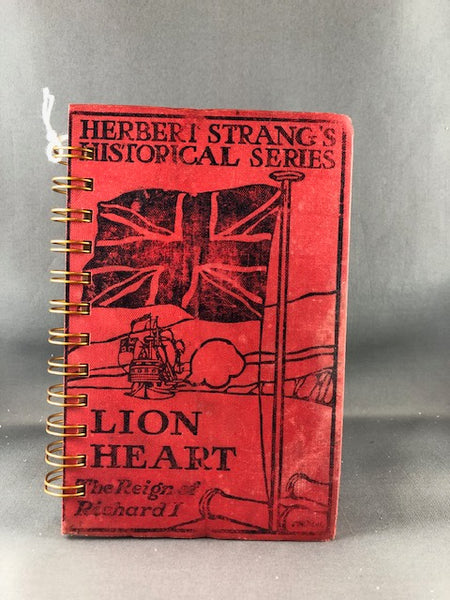 HERBERT STRANG'S
HISTORICAL SERIES
LION
HEART
The Reign of
Richard I